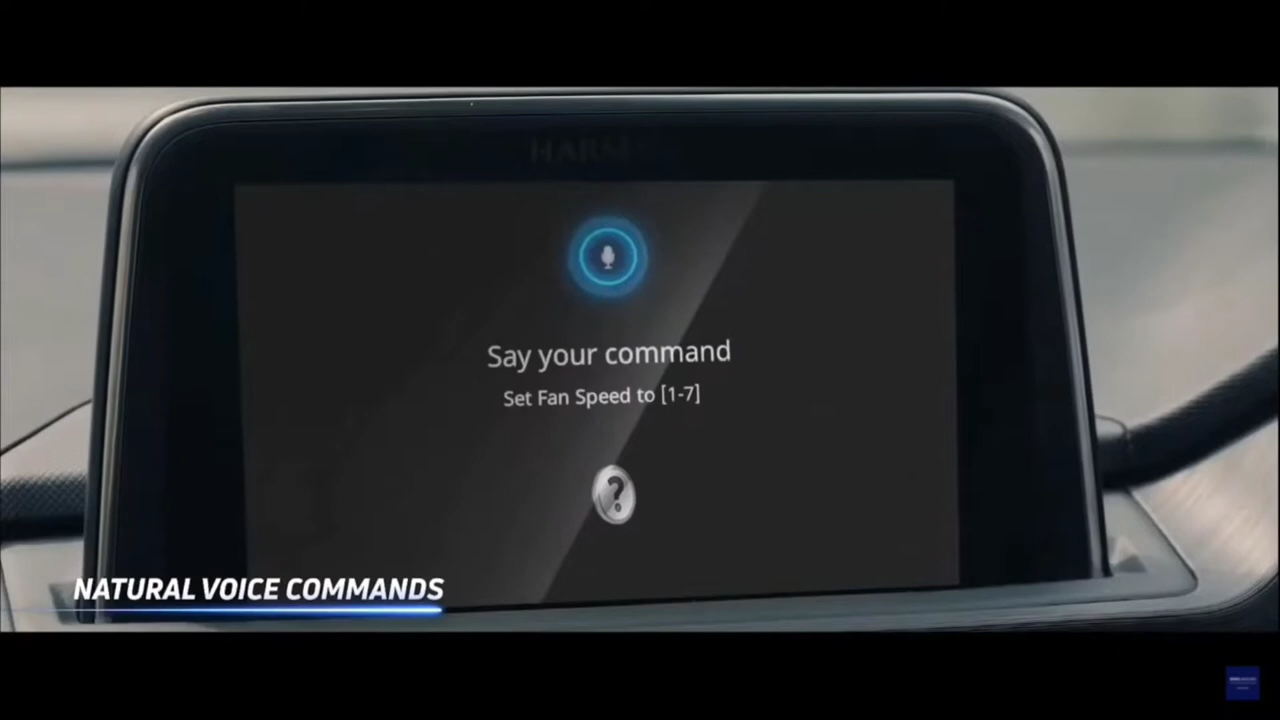 Say your command
Set Fan Speed to [1-7]
?
NATURAL VOICE COMMANDS